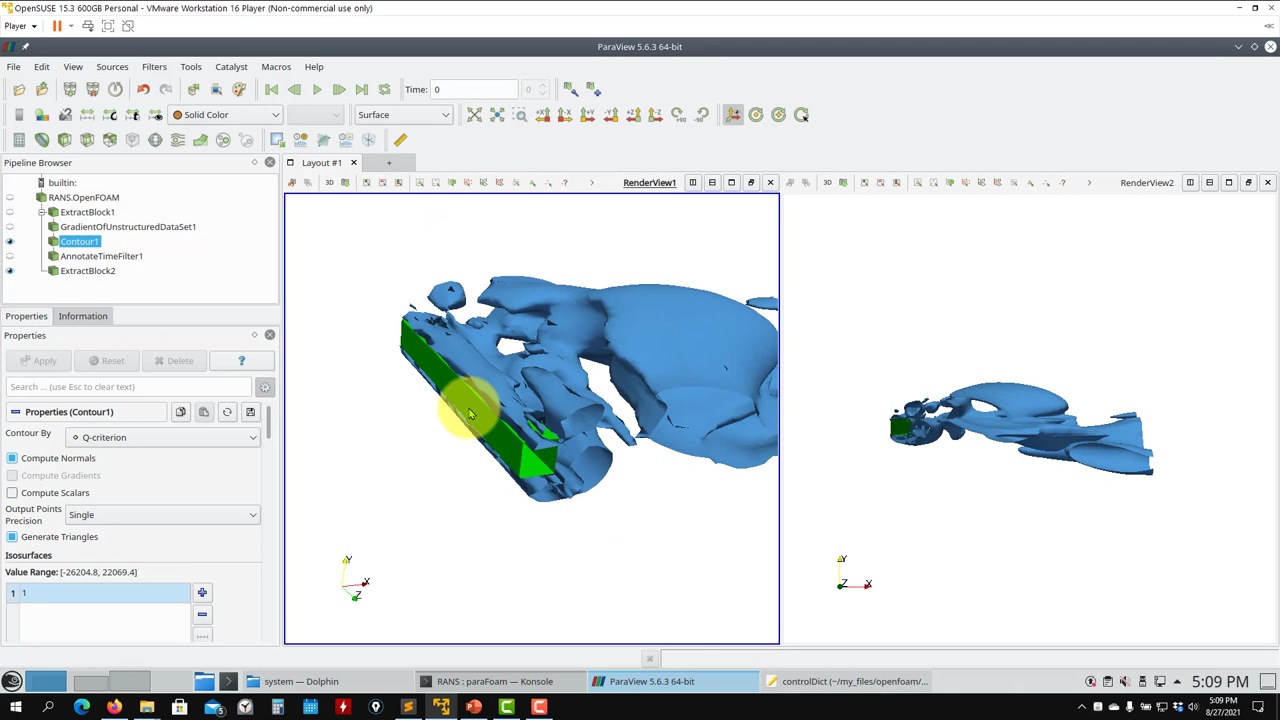 OpenSUSE 15.3 600GB Personal - VMware Workstation 16 Player (Non-commercial use only)
Player
ParaView 5.6.3 64-bit
File Edit View Sources Filters Tools Catalyst Macros Help
Time: 0 0
Solid Color Surface +X -X +Y -Y +Z -Z +90 -90
Pipeline Browser
Layout #1 +
3D RenderView1
3D RenderView2
builtin:
RANS.OpenFOAM
ExtractBlock1
GradientOfUnstructuredDataSet1
Contour1
AnnotateTimeFilter1
ExtractBlock2
Properties Information
Properties
Apply Reset Delete ?
Search ... (use Esc to clear text)
Properties (Contour1)
Contour By Q-criterion
Compute Normals
Compute Gradients
Compute Scalars
Output Points Precision Single
Generate Triangles
Isosurfaces
Value Range: [-26204.8, 22069.4]
1 1
Y X Z
Y Z X
system — Dolphin RANS : paraFoam — Konsole ParaView 5.6.3 64-bit controlDict (~/my_files/openfoam/... 5:09 PM
5:09 PM
8/27/2021